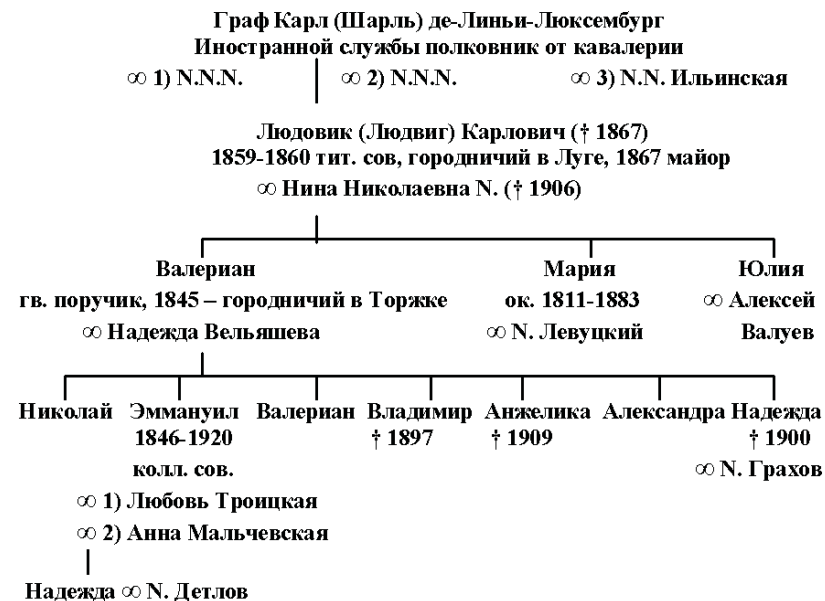 Граф Карл (Шарль) де-Линьи-Люксембург
Иностранной службы полковник от кавалерии
∞ 1) N.N.N. ∞ 2) N.N.N. ∞ 3) N.N. Ильинская
Людовик (Людвиг) Карлович († 1867)
1859-1860 тит. сов, городничий в Луге, 1867 майор
∞ Нина Николаевна N. († 1906)
Валериан Мария Юлия
гв. поручик, 1845 – городничий в Торжке ок. 1811-1883 ∞ Алексей
∞ Надежда Вельяшева ∞ N. Левуцкий Валуев
Николай Эммануил Валериан Владимир Анжелика Александра Надежда
1846-1920 † 1897 † 1909 † 1900
колл. сов. ∞ N. Грахов
∞ 1) Любовь Троицкая
∞ 2) Анна Мальчевская
Надежда ∞ N. Детлов